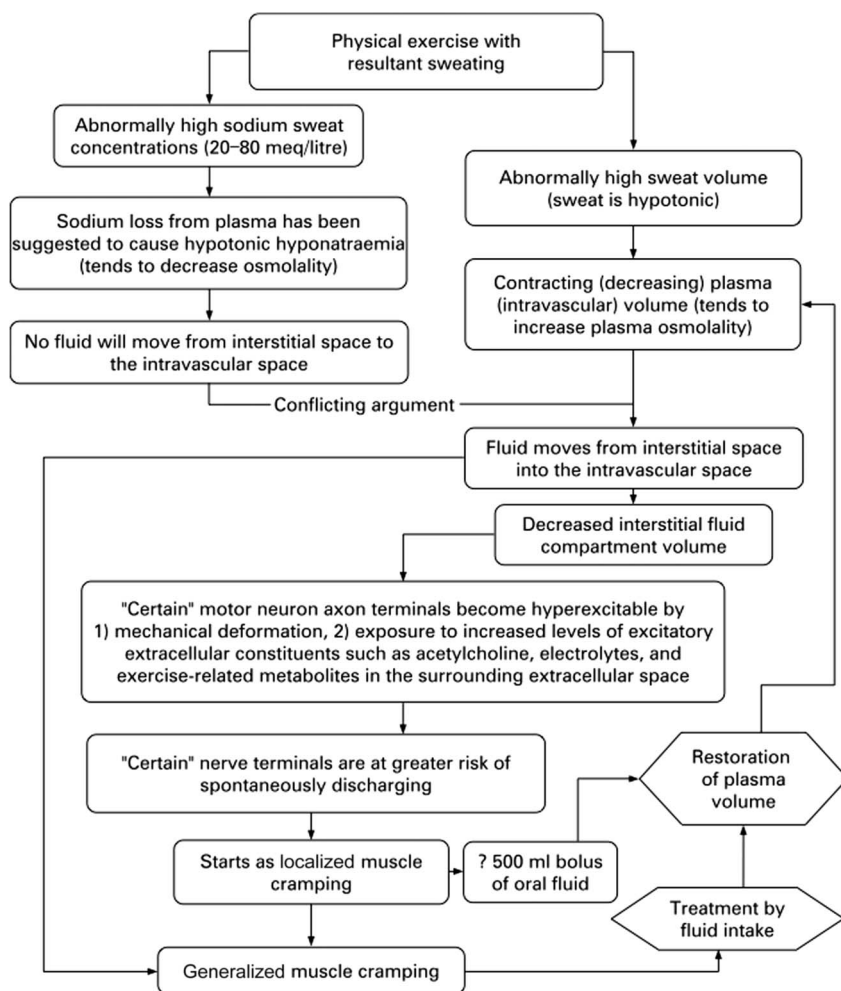 Physical exercise with
resultant sweating
Abnormally high sodium sweat
concentrations (20–80 meq/litre)
Abnormally high sweat volume
(sweat is hypotonic)
Sodium loss from plasma has been
suggested to cause hypotonic hyponatraemia
(tends to decrease osmolality)
Contracting (decreasing) plasma
(intravascular) volume (tends to
increase plasma osmolality)
No fluid will move from interstitial space to
the intravascular space
Conflicting argument
Fluid moves from interstitial space
into the intravascular space
Decreased interstitial fluid
compartment volume
"Certain" motor neuron axon terminals become hyperexcitable by
1) mechanical deformation, 2) exposure to increased levels of excitatory
extracellular constituents such as acetylcholine, electrolytes, and
exercise-related metabolites in the surrounding extracellular space
"Certain" nerve terminals are at greater risk of
spontaneously discharging
Restoration
of plasma
volume
Starts as localized muscle
cramping
? 500 ml bolus
of oral fluid
Treatment by
fluid intake
Generalized muscle cramping